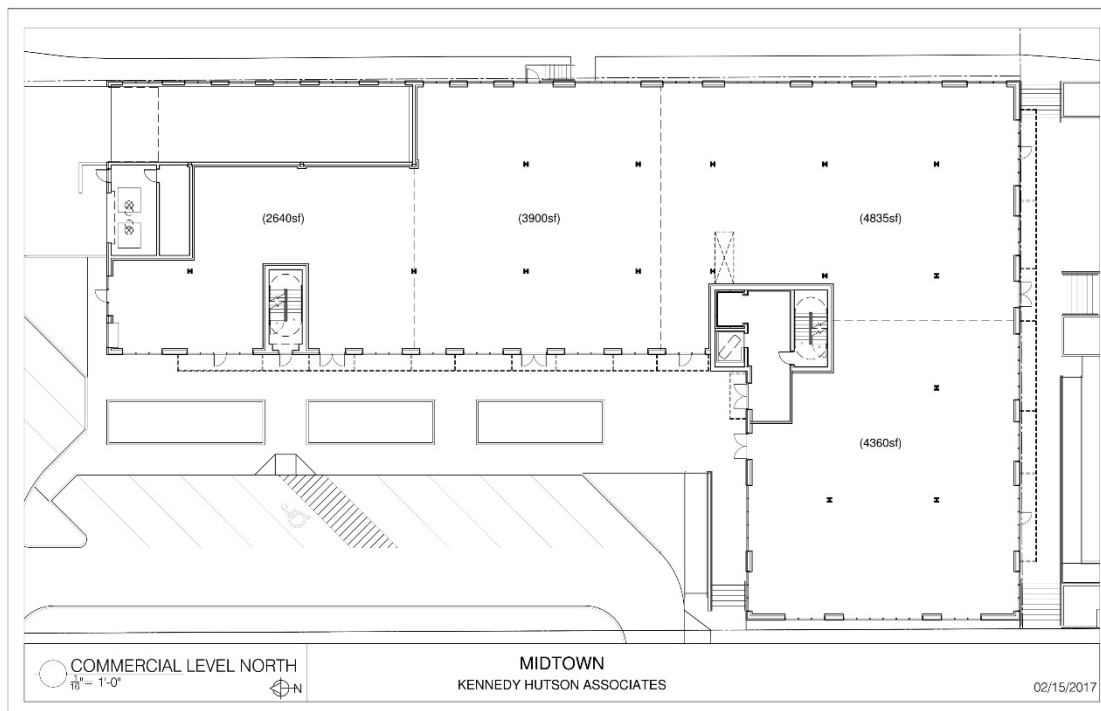 (2640sf)
(3900sf)
(4835sf)
(4360sf)
COMMERCIAL LEVEL NORTH
1/16" = 1'-0"
N
MIDTOWN
KENNEDY HUTSON ASSOCIATES
02/15/2017